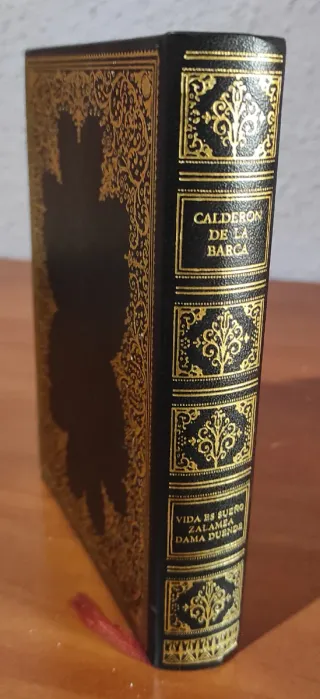 CALDERON
DE LA
BARCA
VIDA ES SUEÑO
ZALAMEA
DAMA DUENDE